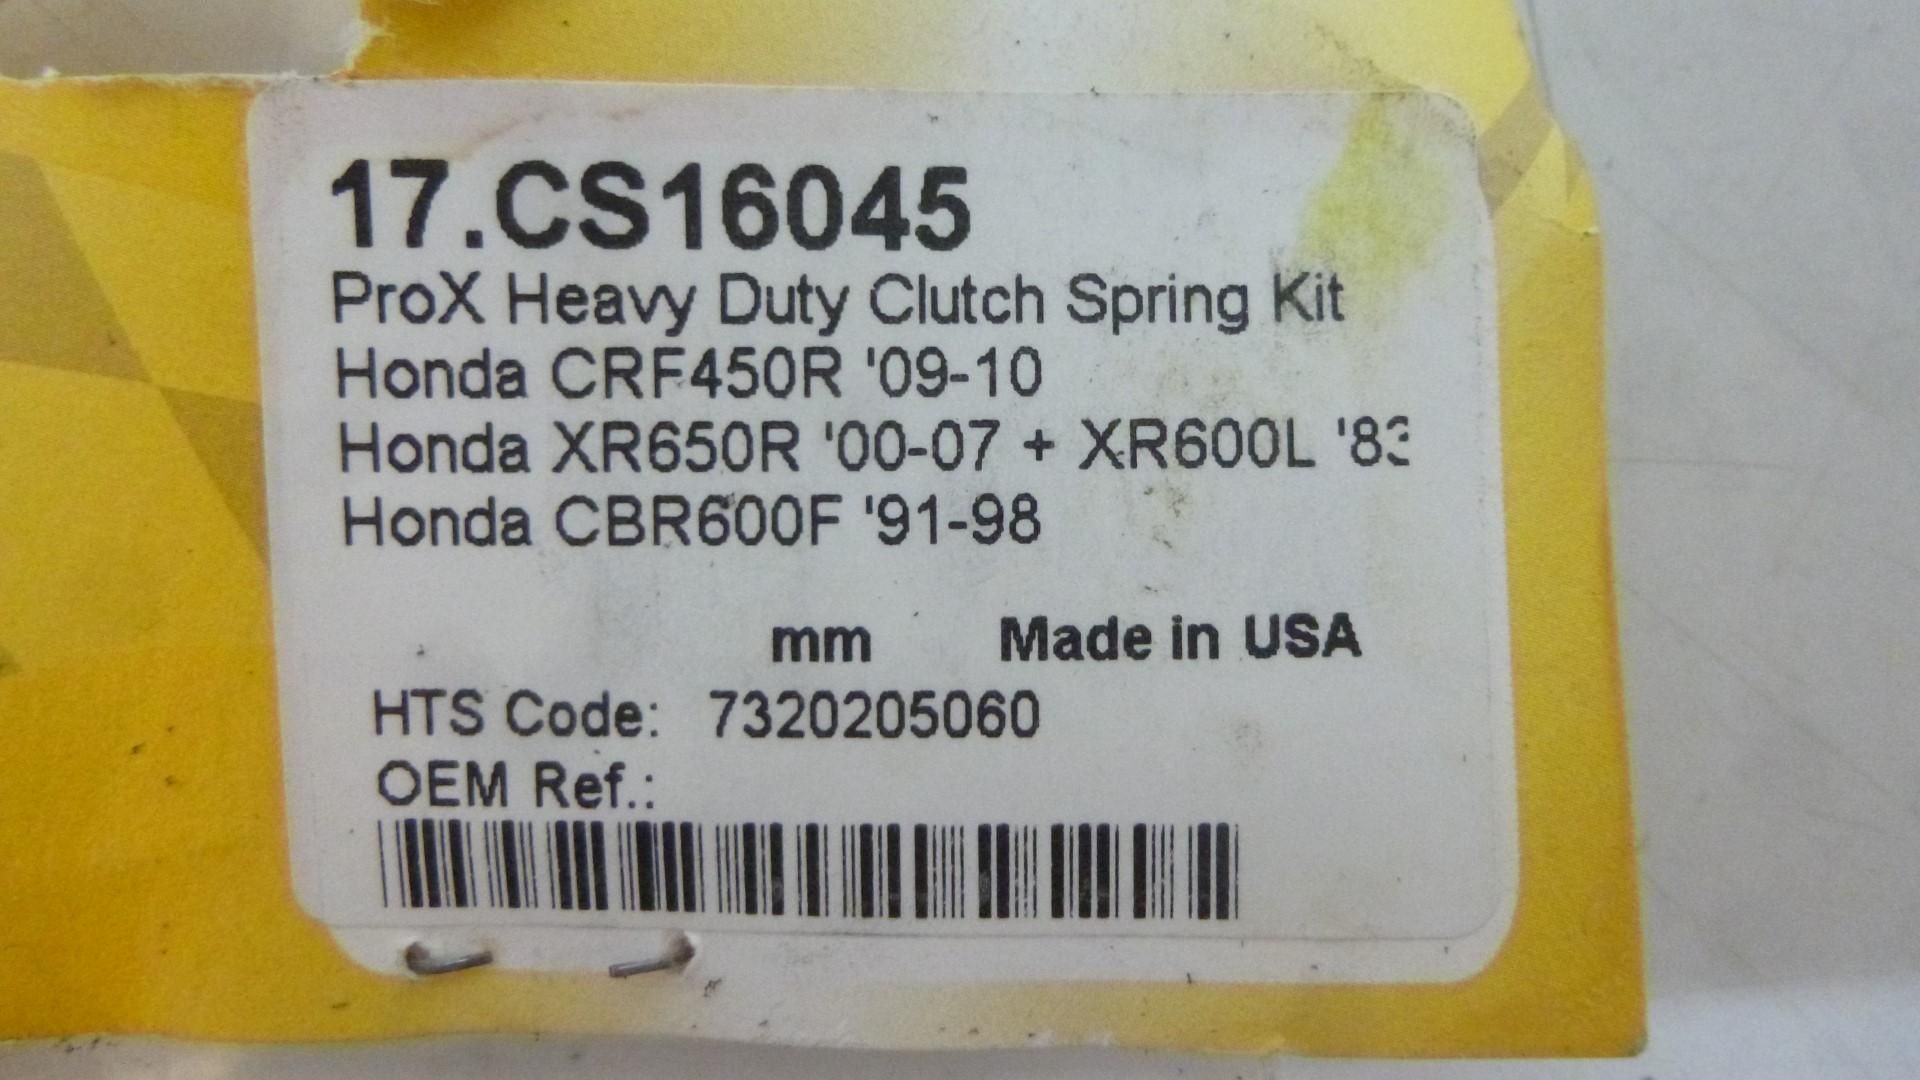 17.CS16045
ProX Heavy Duty Clutch Spring Kit
Honda CRF450R '09-10
Honda XR650R '00-07 + XR600L '83
Honda CBR600F '91-98
mm Made in USA
HTS Code: 7320205060
OEM Ref.: